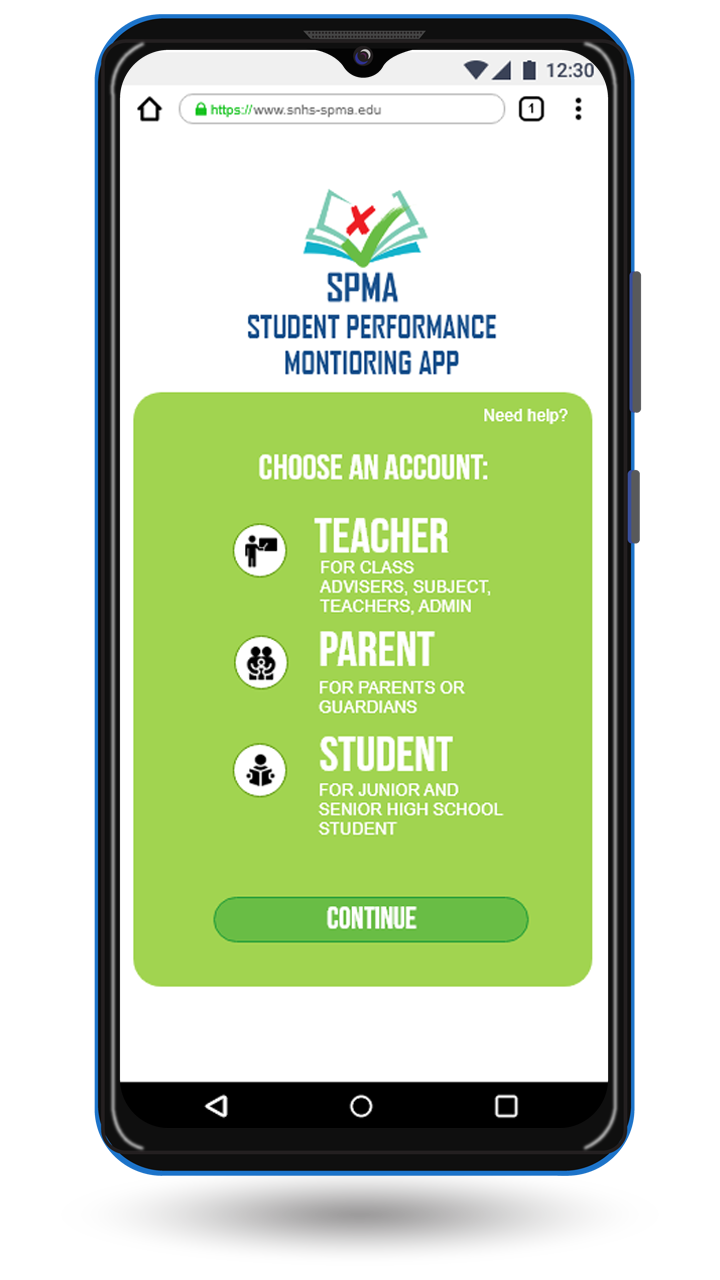 12:30
https://www.snhs-spma.edu
1
SPMA
STUDENT PERFORMANCE
MONTIORING APP
Need help?
CHOOSE AN ACCOUNT:
TEACHER
FOR CLASS
ADVISERS, SUBJECT,
TEACHERS, ADMIN
PARENT
FOR PARENTS OR
GUARDIANS
STUDENT
FOR JUNIOR AND
SENIOR HIGH SCHOOL
STUDENT
CONTINUE